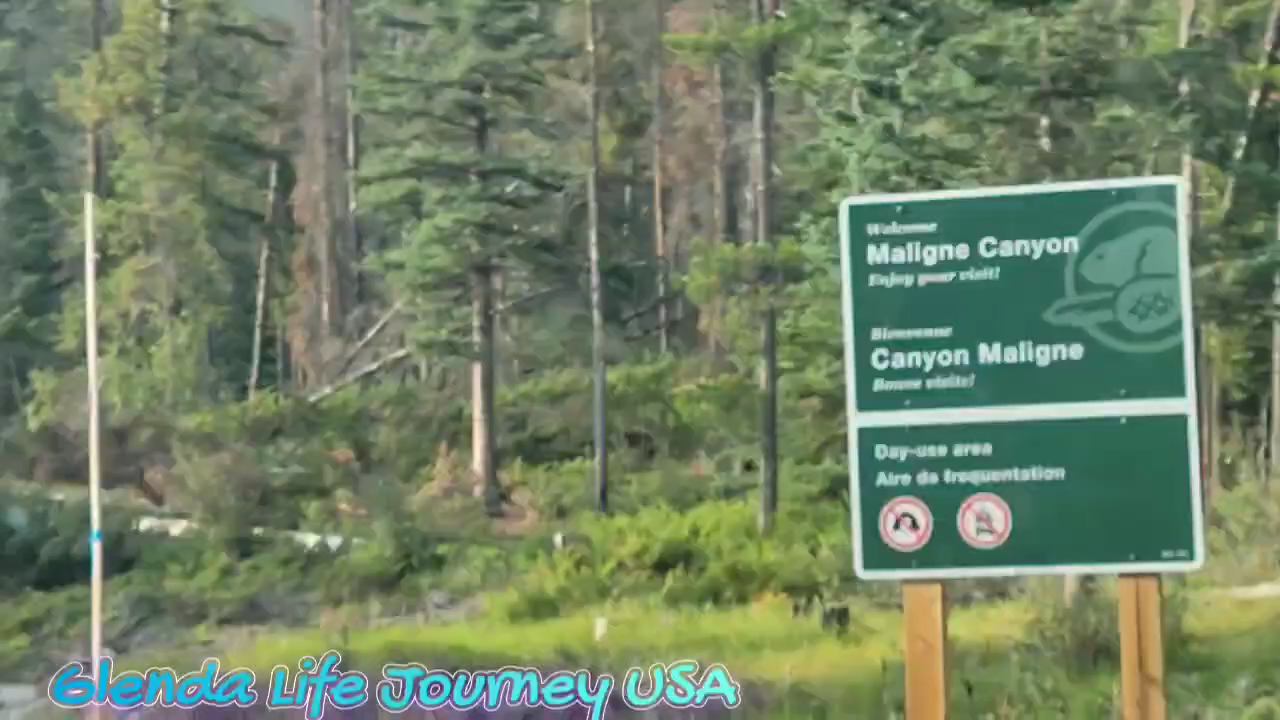 Welcome
Maligne Canyon
Enjoy your visit!
Bienvenue
Canyon Maligne
Bonne visite!
Day-use area
Aire de frequentation
Glenda Life Journey USA